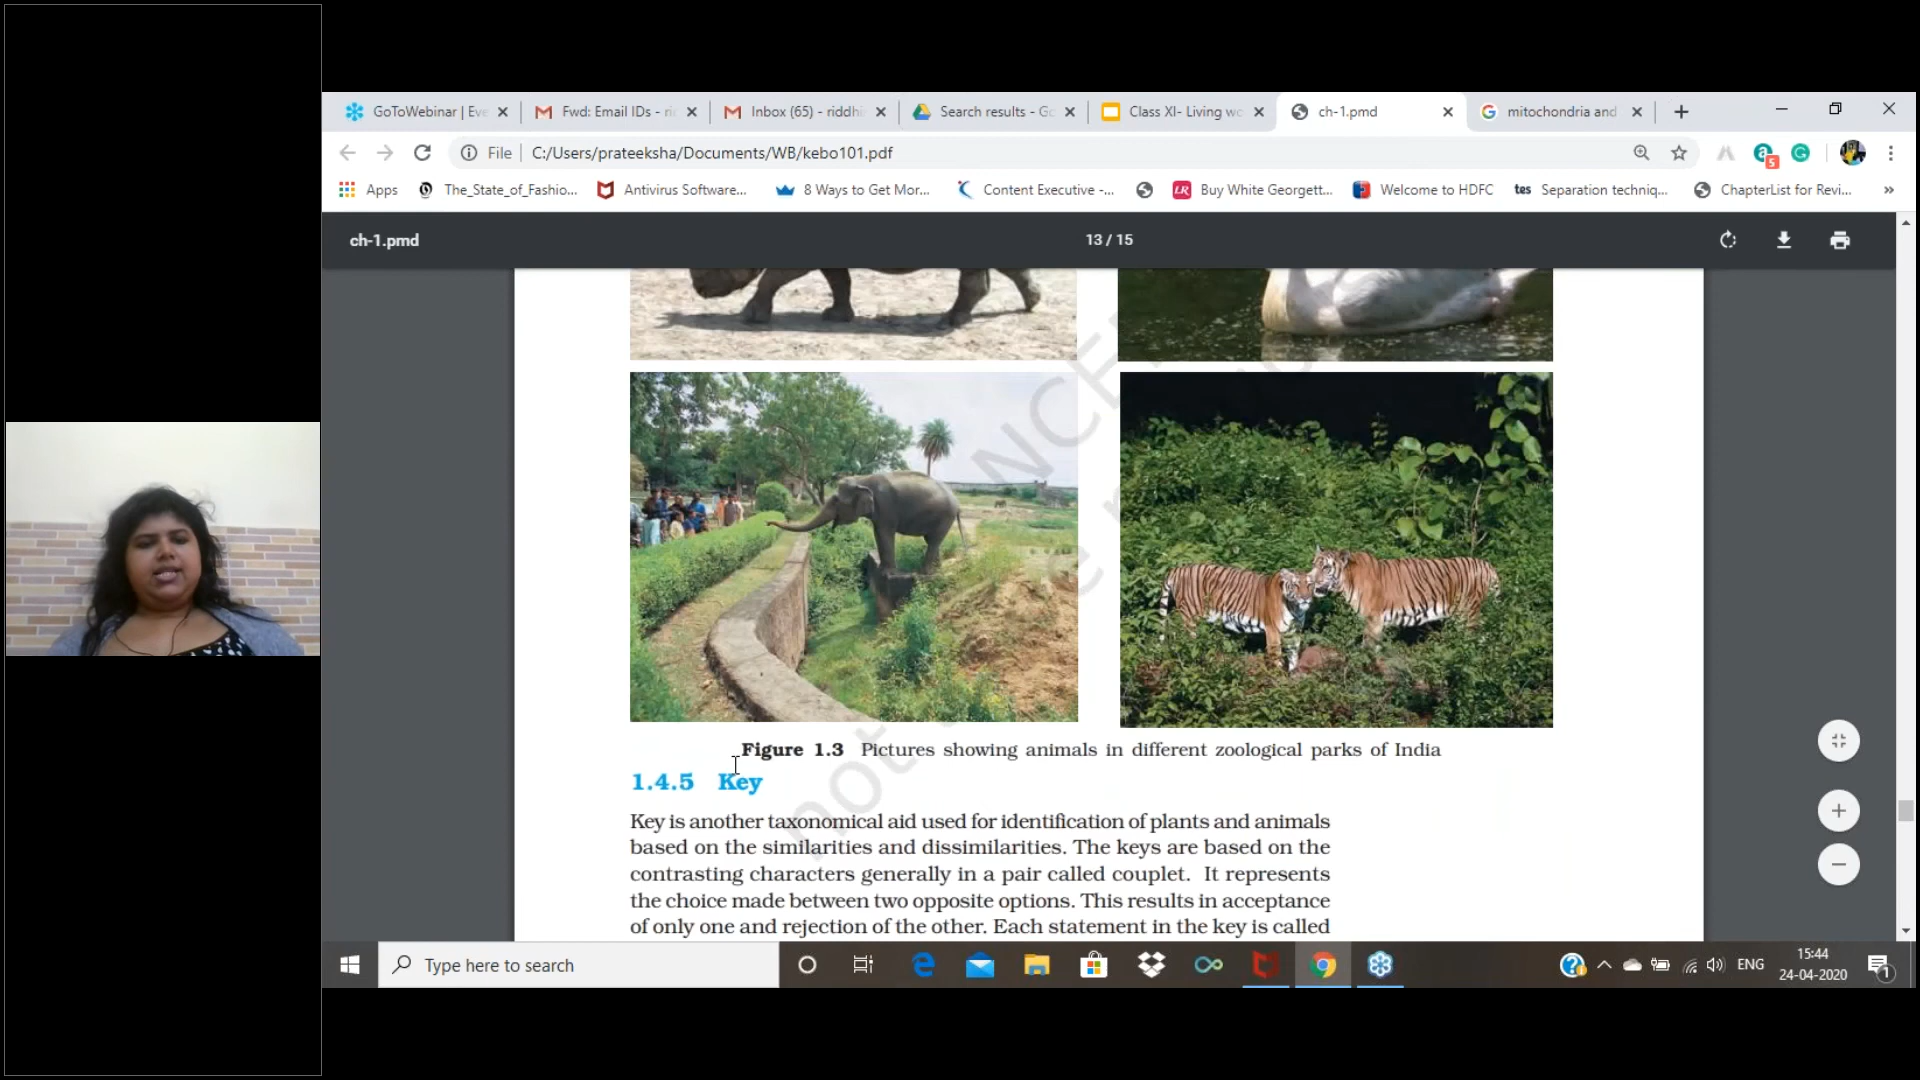 GoToWebinar | Eve
Fwd: Email IDs - ri
Inbox (65) - riddhi
Search results - Go
Class XI- Living wo
ch-1.pmd
mitochondria and
File
C:/Users/prateeksha/Documents/WB/kebo101.pdf
5
Apps
The_State_of_Fashio...
Antivirus Software...
8 Ways to Get Mor...
Content Executive -...
LR
Buy White Georgett...
Welcome to HDFC
tes
Separation techniq...
ChapterList for Revi...
»
ch-1.pmd
13 / 15
Figure 1.3 Pictures showing animals in different zoological parks of India
1.4.5 Key
Key is another taxonomical aid used for identification of plants and animals
based on the similarities and dissimilarities. The keys are based on the
contrasting characters generally in a pair called couplet. It represents
the choice made between two opposite options. This results in acceptance
of only one and rejection of the other. Each statement in the key is called
Type here to search
ENG
15:44
24-04-2020
1